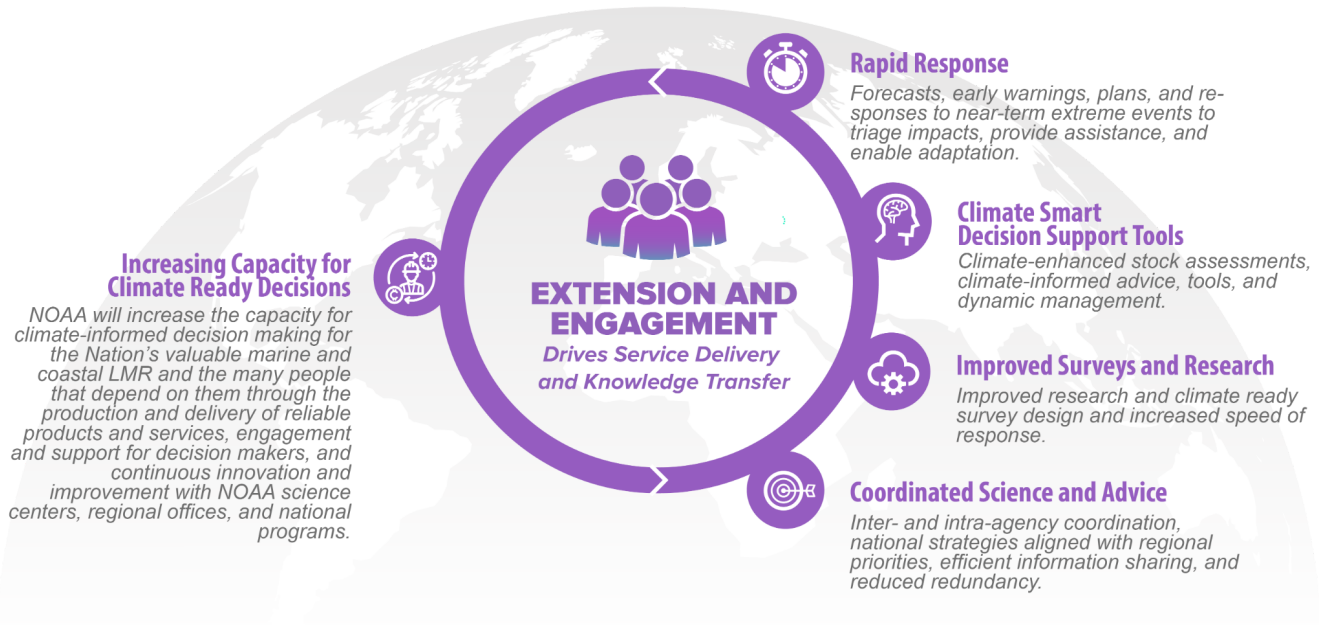 Rapid Response
Forecasts, early warnings, plans, and re-
sponses to near-term extreme events to
triage impacts, provide assistance, and
enable adaptation.
Climate Smart
Decision Support Tools
Climate-enhanced stock assessments,
climate-informed advice, tools, and
dynamic management.
Increasing Capacity for
Climate Ready Decisions
NOAA will increase the capacity for
climate-informed decision making for
the Nation's valuable marine and
coastal LMR and the many people
that depend on them through the
production and delivery of reliable
products and services, engagement
and support for decision makers, and
continuous innovation and
improvement with NOAA science
centers, regional offices, and national
programs.
EXTENSION AND
ENGAGEMENT
Drives Service Delivery
and Knowledge Transfer
Improved Surveys and Research
Improved research and climate ready
survey design and increased speed of
response.
Coordinated Science and Advice
Inter- and intra-agency coordination,
national strategies aligned with regional
priorities, efficient information sharing, and
reduced redundancy.